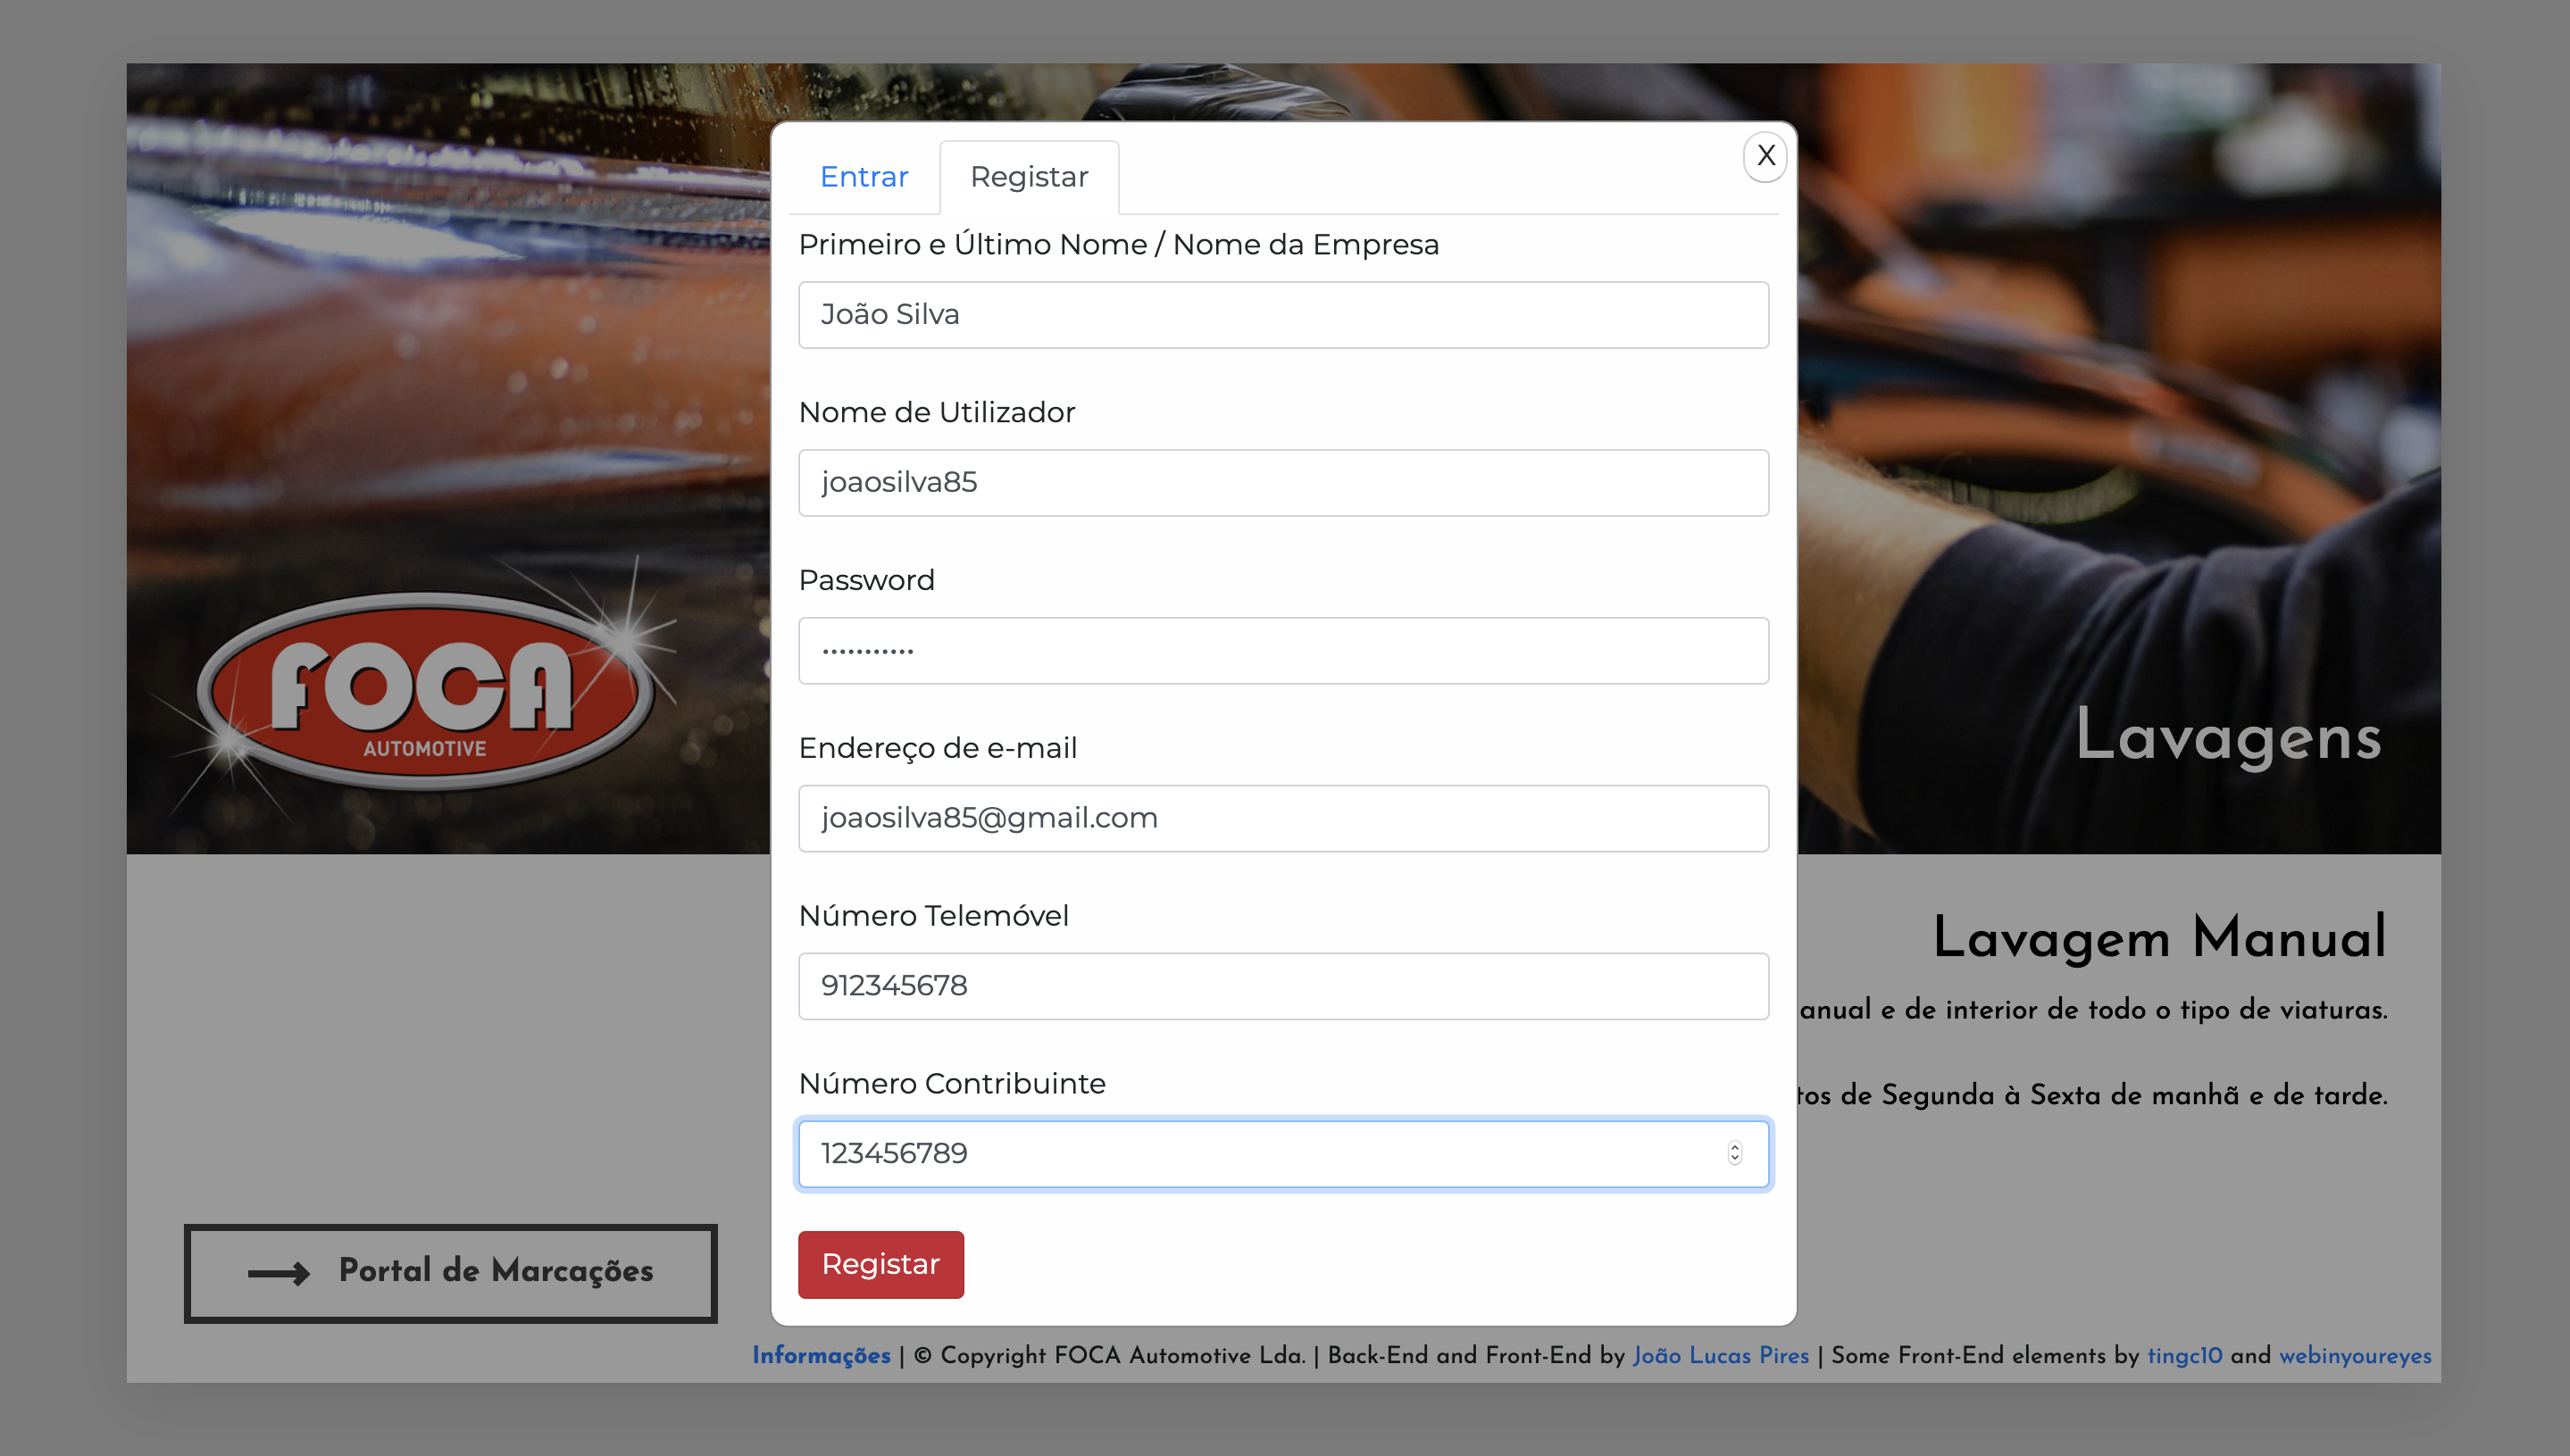 Entrar
Registar
X
Primeiro e Último Nome / Nome da Empresa
João Silva
Nome de Utilizador
joaosilva85
Password
•••••••••••
Endereço de e-mail
joaosilva85@gmail.com
Número Telemóvel
912345678
Número Contribuinte
123456789
Registar
FOCA
AUTOMOTIVE
Lavagens
Lavagem Manual
anual e de interior de todo o tipo de viaturas.
tos de Segunda à Sexta de manhã e de tarde.
Portal de Marcações
Informações | © Copyright FOCA Automotive Lda. | Back-End and Front-End by João Lucas Pires | Some Front-End elements by tingc10 and webinyoureyes